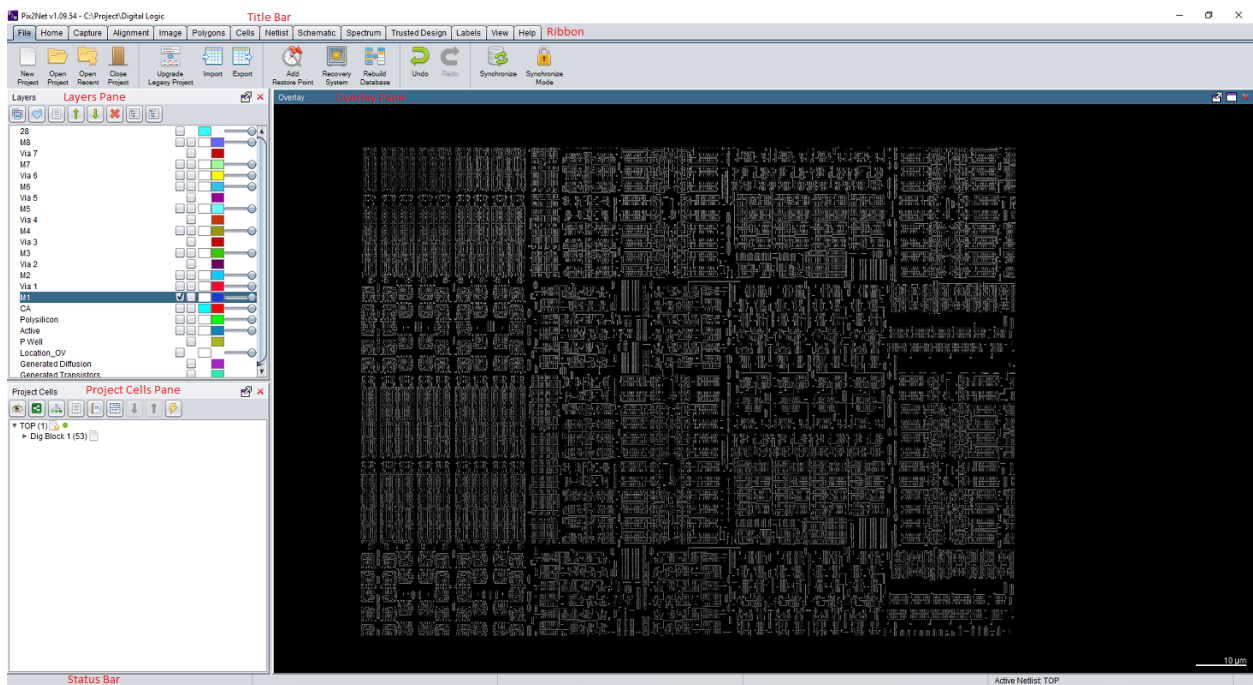 Pix2Net v1.09.54 - C:\Project\Digital Logic
Title Bar
File Home Capture Alignment Image Polygons Cells Netlist Schematic Spectrum Trusted Design Labels View Help Ribbon
New Project
Open Project
Open Recent
Close Project
Upgrade Legacy Project
Import
Export
Add Restore Point
Recovery System
Rebuild Database
Undo
Redo
Synchronize
Synchronize Mode
Layers
Layers Pane
Overlay
Overlay Pane
28
M8
Via 7
M7
Via 6
M6
Via 5
M5
Via 4
M4
Via 3
M3
Via 2
M2
Via 1
M1
CA
Polysilicon
Active
P Well
Location_OV
Generated Diffusion
Generated Transistors
Project Cells
Project Cells Pane
TOP (1)
Dig Block 1 (53)
10 µm
Status Bar
Active Netlist: TOP